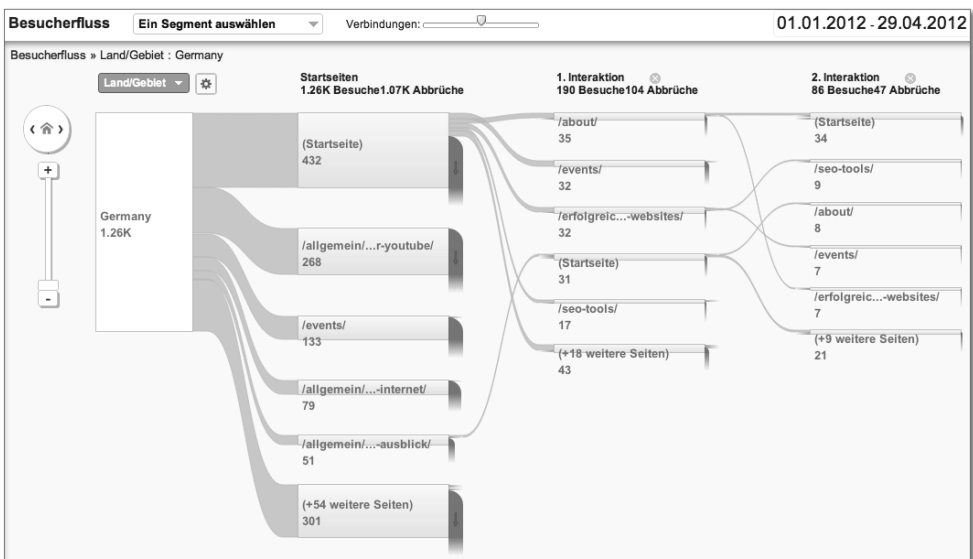 Besucherfluss
Ein Segment auswählen
Verbindungen:
01.01.2012 - 29.04.2012
Besucherfluss » Land/Gebiet : Germany
Land/Gebiet
Startseiten
1.26K Besuche1.07K Abbrüche
1. Interaktion
190 Besuche104 Abbrüche
2. Interaktion
86 Besuche47 Abbrüche
+
-
Germany
1.26K
(Startseite)
432
/allgemein/...r-youtube/
268
/events/
133
/allgemein/...-internet/
79
/allgemein/...-ausblick/
51
(+54 weitere Seiten)
301
/about/
35
/events/
32
/erfolgreic...-websites/
32
(Startseite)
31
/seo-tools/
17
(+18 weitere Seiten)
43
(Startseite)
34
/seo-tools/
9
/about/
8
/events/
7
/erfolgreic...-websites/
7
(+9 weitere Seiten)
21